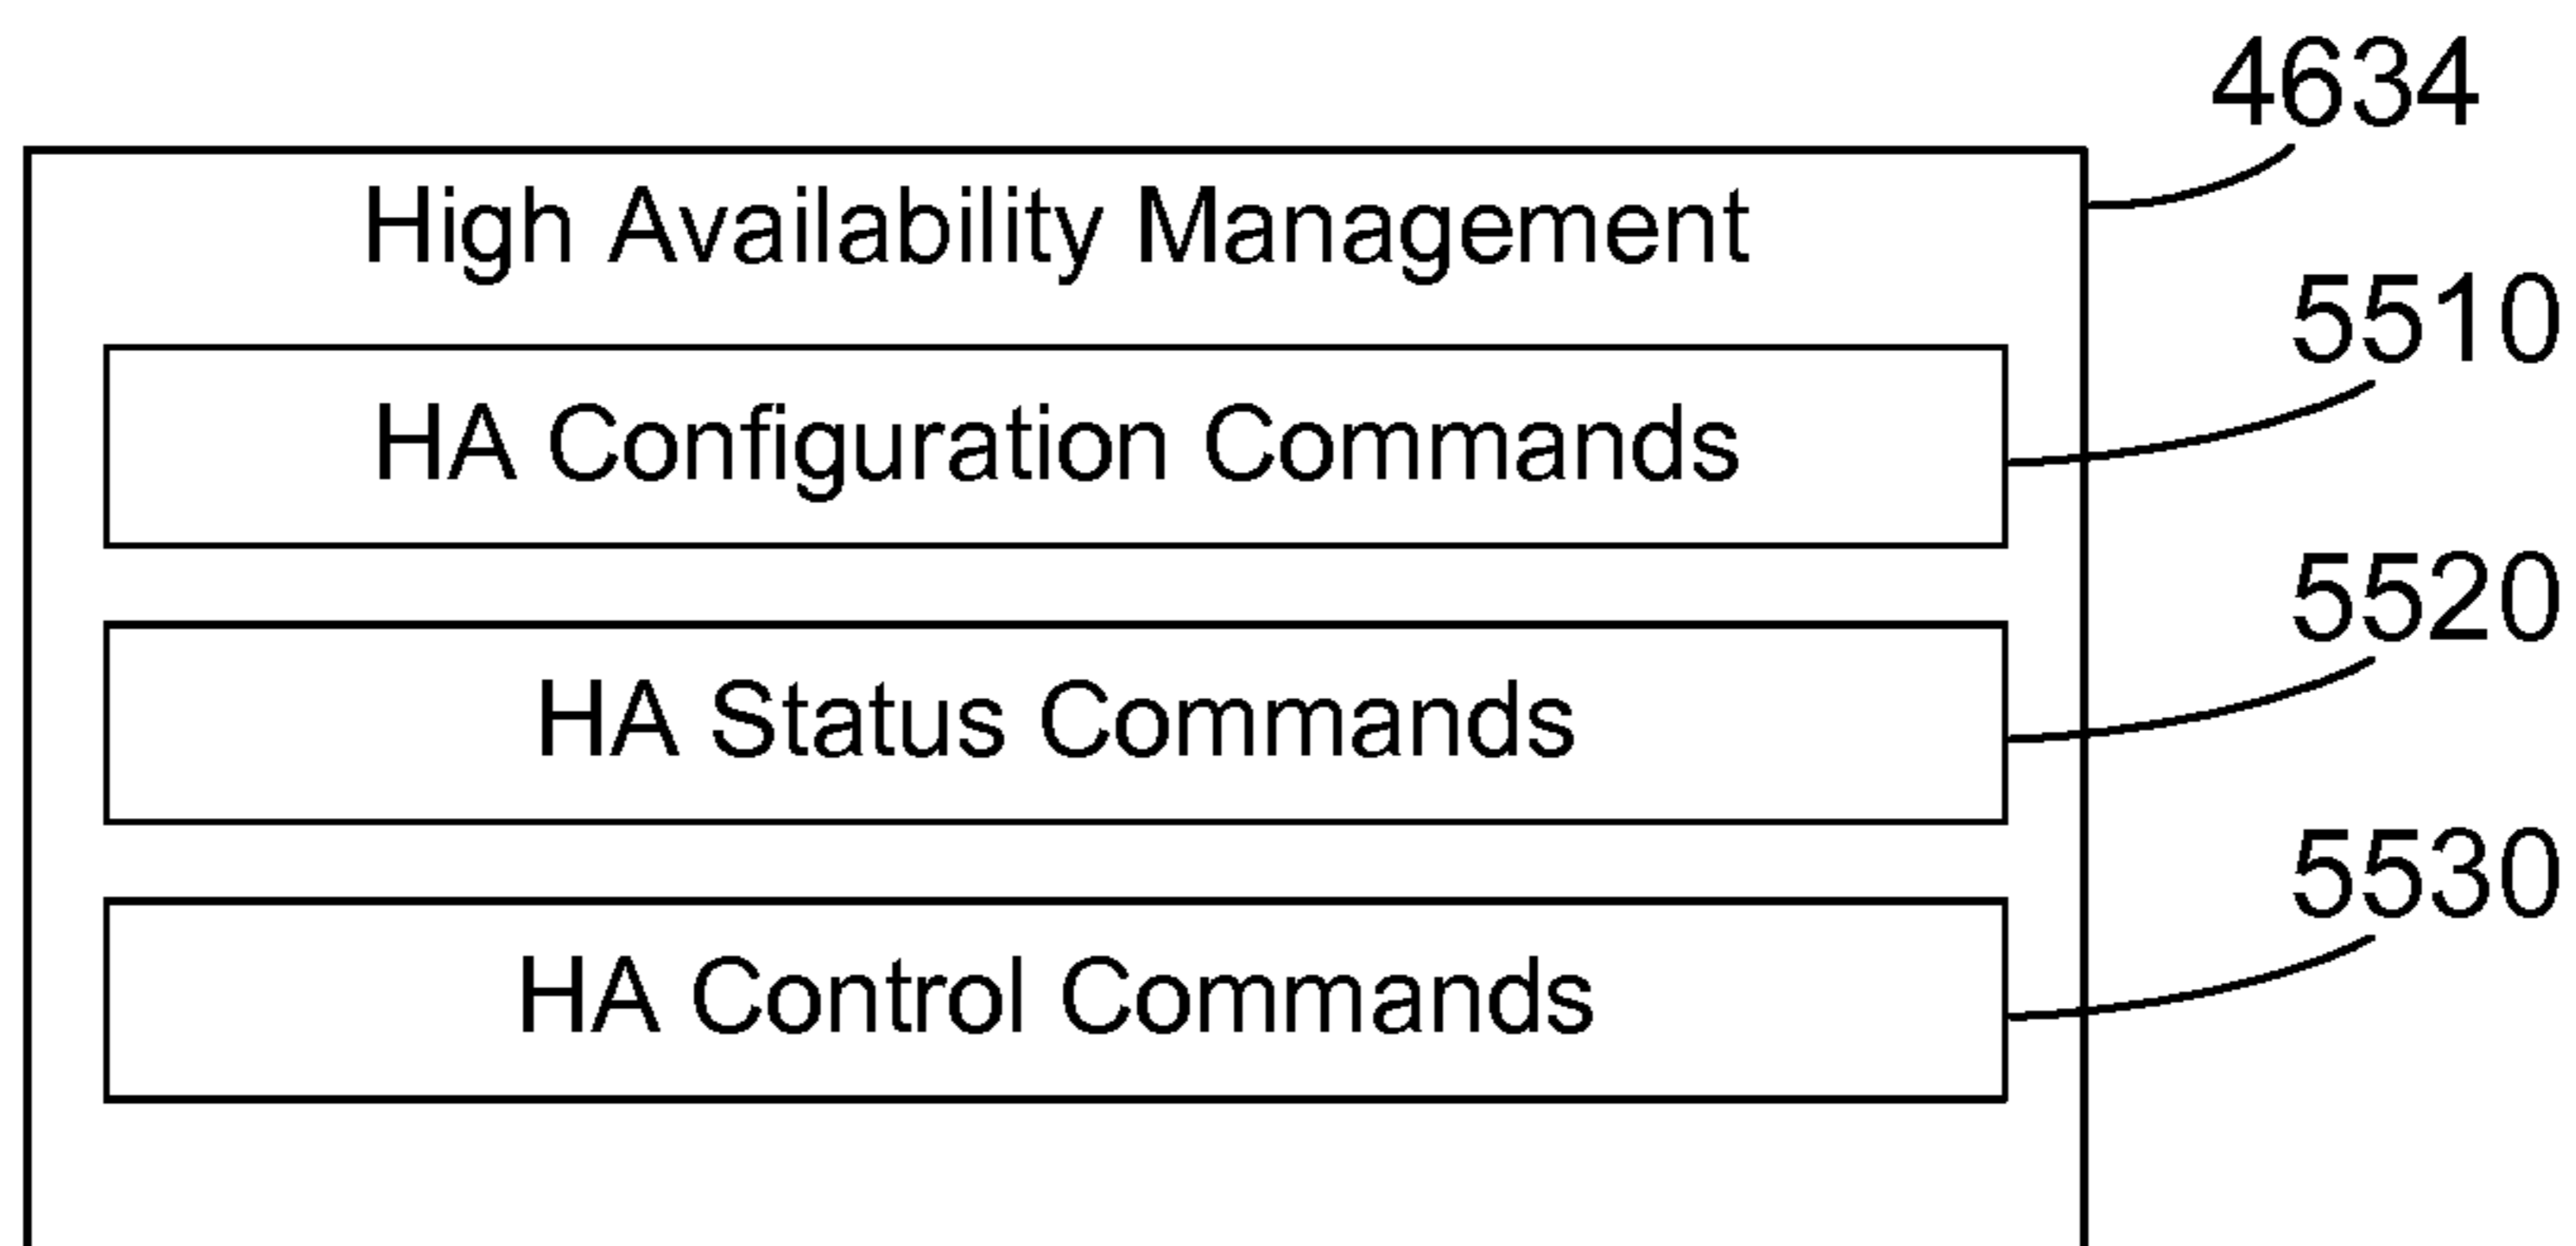 4634
High Availability Management
5510
HA Configuration Commands
5520
HA Status Commands
5530
HA Control Commands